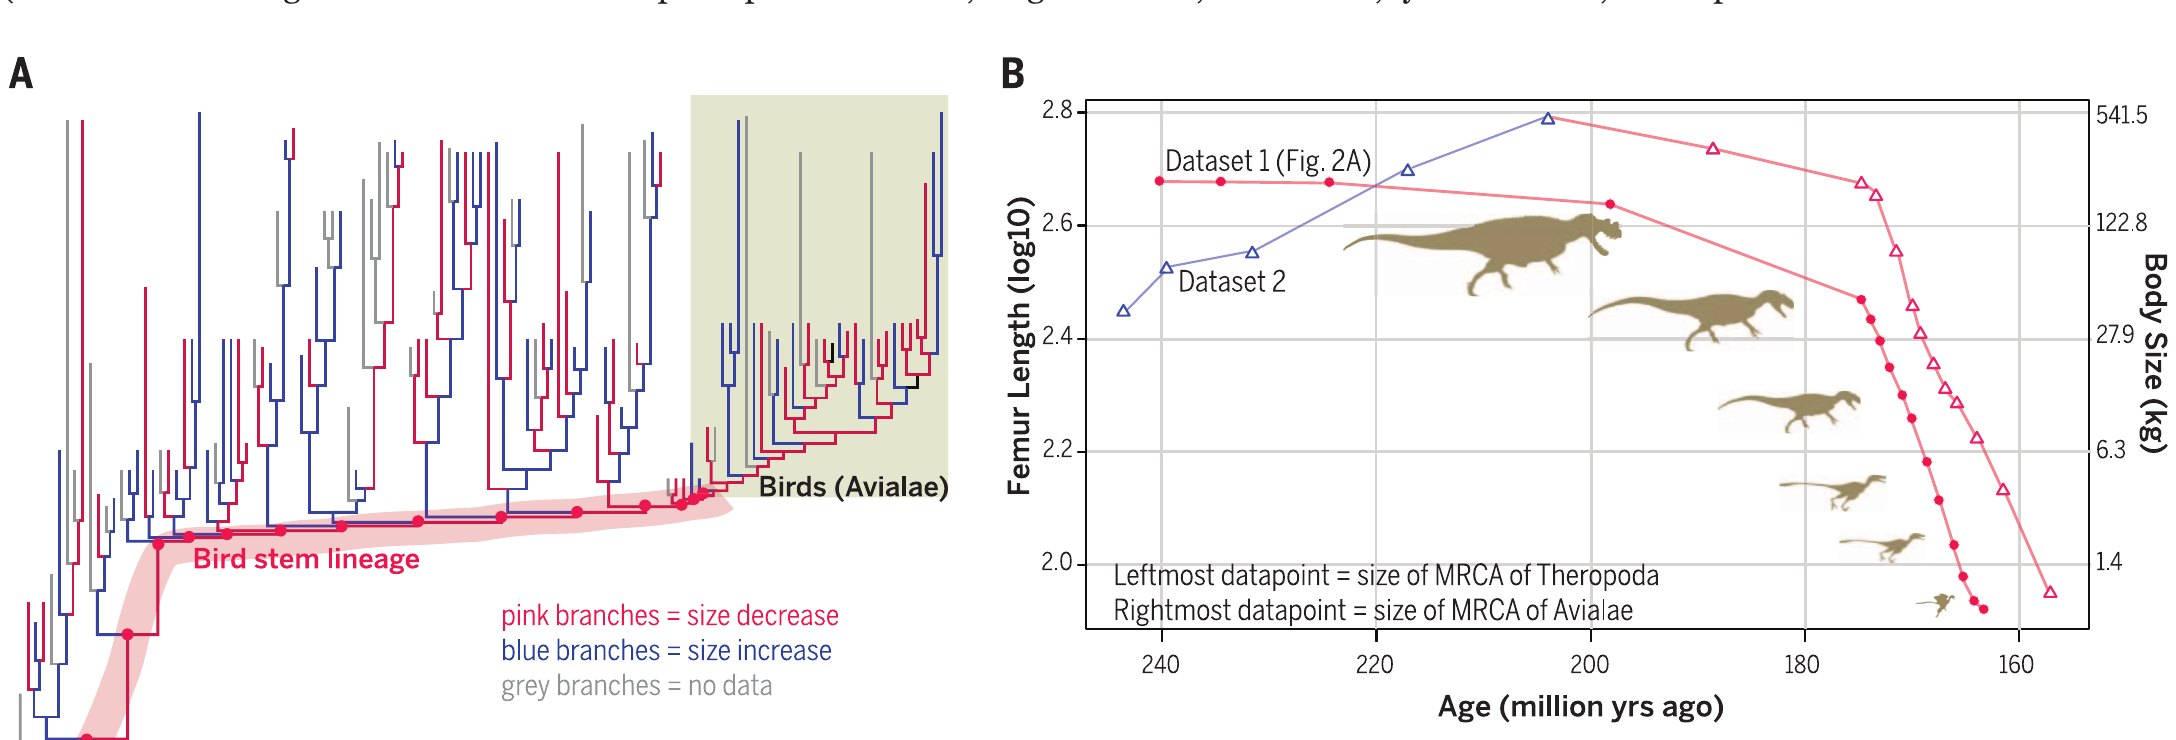 A
Birds (Avialae)
Bird stem lineage
pink branches = size decrease
blue branches = size increase
grey branches = no data
B
Femur Length (log10)
2.8
2.6
2.4
2.2
2.0
Dataset 1 (Fig. 2A)
Dataset 2
Leftmost datapoint = size of MRCA of Theropoda
Rightmost datapoint = size of MRCA of Avialae
541.5
122.8
27.9
6.3
1.4
Body Size (kg)
240
220
200
180
160
Age (million yrs ago)